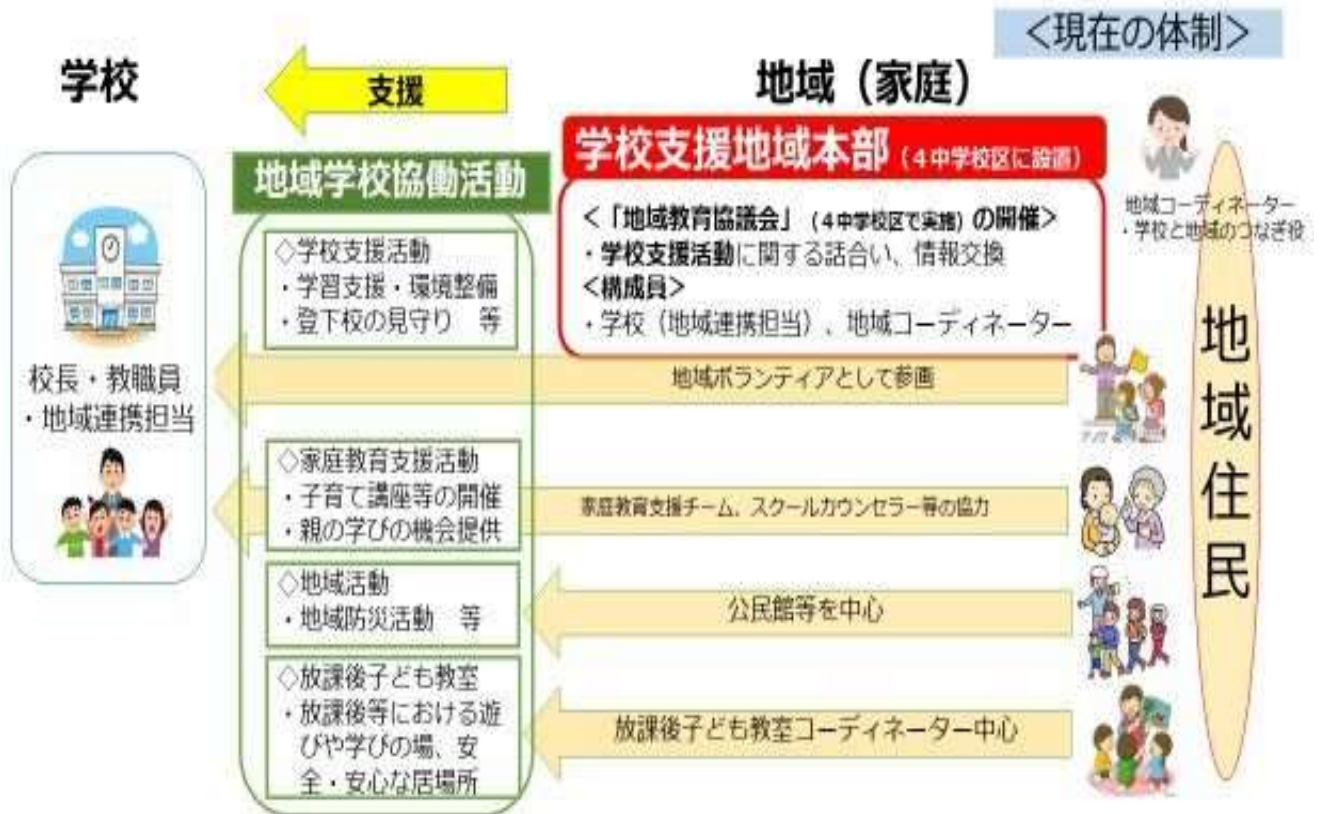 <現在の体制>
学校
支援
地域（家庭）
学校支援地域本部（４中学校区に設置）
地域学校協働活動
<「地域教育協議会」（４中学校区で実施）の開催>
・学校支援活動に関する話合い、情報交換
<構成員>
・学校（地域連携担当）、地域コーディネーター
地域コーディネーター
・学校と地域のつなぎ役
地域住民
校長・教職員
・地域連携担当
◇学校支援活動
・学習支援・環境整備
・登下校の見守り　等
地域ボランティアとして参画
◇家庭教育支援活動
・子育て講座等の開催
・親の学びの機会提供
家庭教育支援チーム、スクールカウンセラー等の協力
◇地域活動
・地域防災活動　等
公民館等を中心
◇放課後子ども教室
・放課後等における遊
びや学びの場、安
全・安心な居場所
放課後子ども教室コーディネーター中心